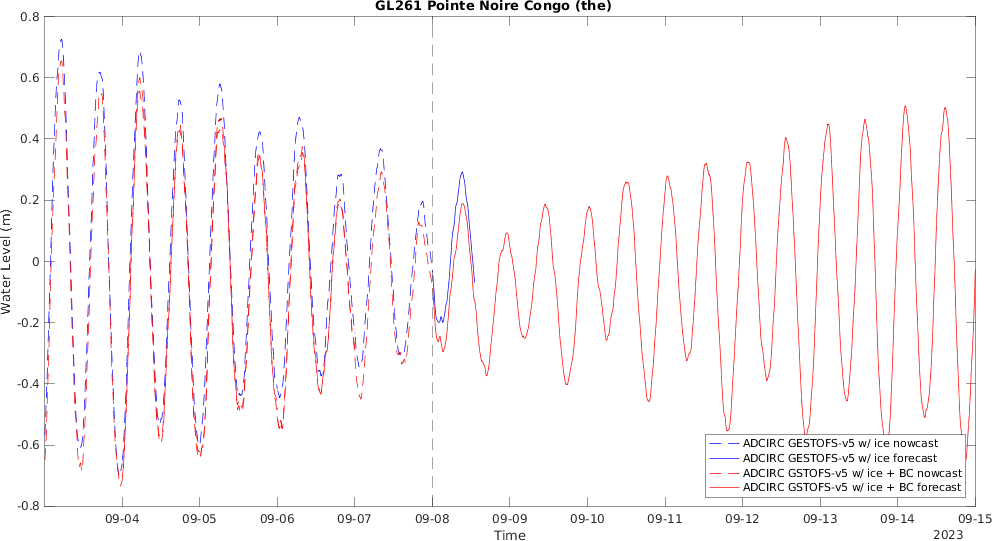 GL261 Pointe Noire Congo (the)
0.8
0.6
0.4
0.2
0
-0.2
-0.4
-0.6
-0.8
Water Level (m)
ADCIRC GESTOFS-v5 w/ ice nowcast
ADCIRC GESTOFS-v5 w/ ice forecast
ADCIRC GSTOFS-v5 w/ ice + BC nowcast
ADCIRC GSTOFS-v5 w/ ice + BC forecast
09-04 09-05 09-06 09-07 09-08 09-09 09-10 09-11 09-12 09-13 09-14 09-15
Time
2023